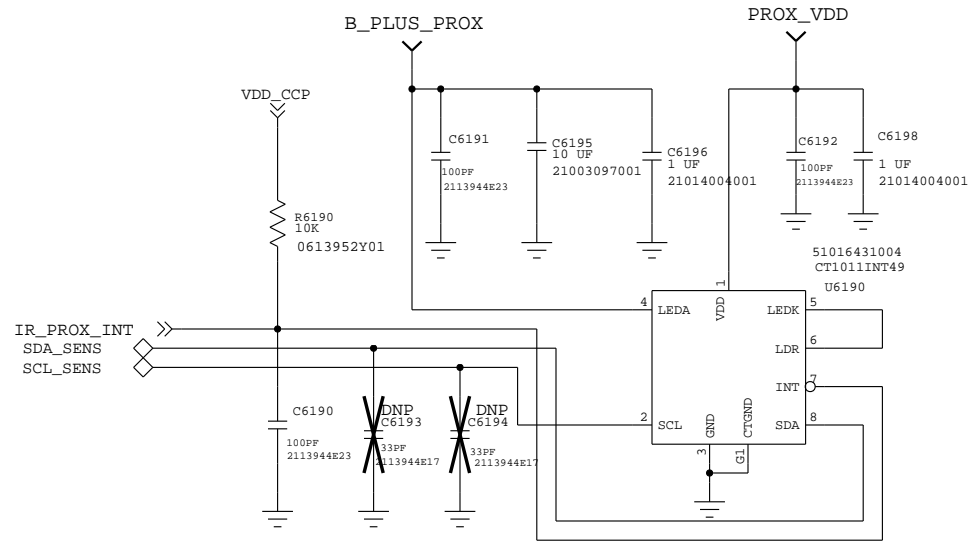 B_PLUS_PROX
PROX_VDD
VDD_CCP
C6191
100PF
2113944E23
C6195
10 UF
21003097001
C6196
1 UF
21014004001
C6192
100PF
2113944E23
C6198
1 UF
21014004001
R6190
10K
0613952Y01
51016431004
CT1011INT49
U6190
1
VDD
4
LEDA
LEDK
5
LDR
6
INT
7
2
SCL
GND
CTGND
SDA
8
3
G1
IR_PROX_INT
SDA_SENS
SCL_SENS
C6190
100PF
2113944E23
DNP
C6193
33PF
2113944E17
DNP
C6194
33PF
2113944E17